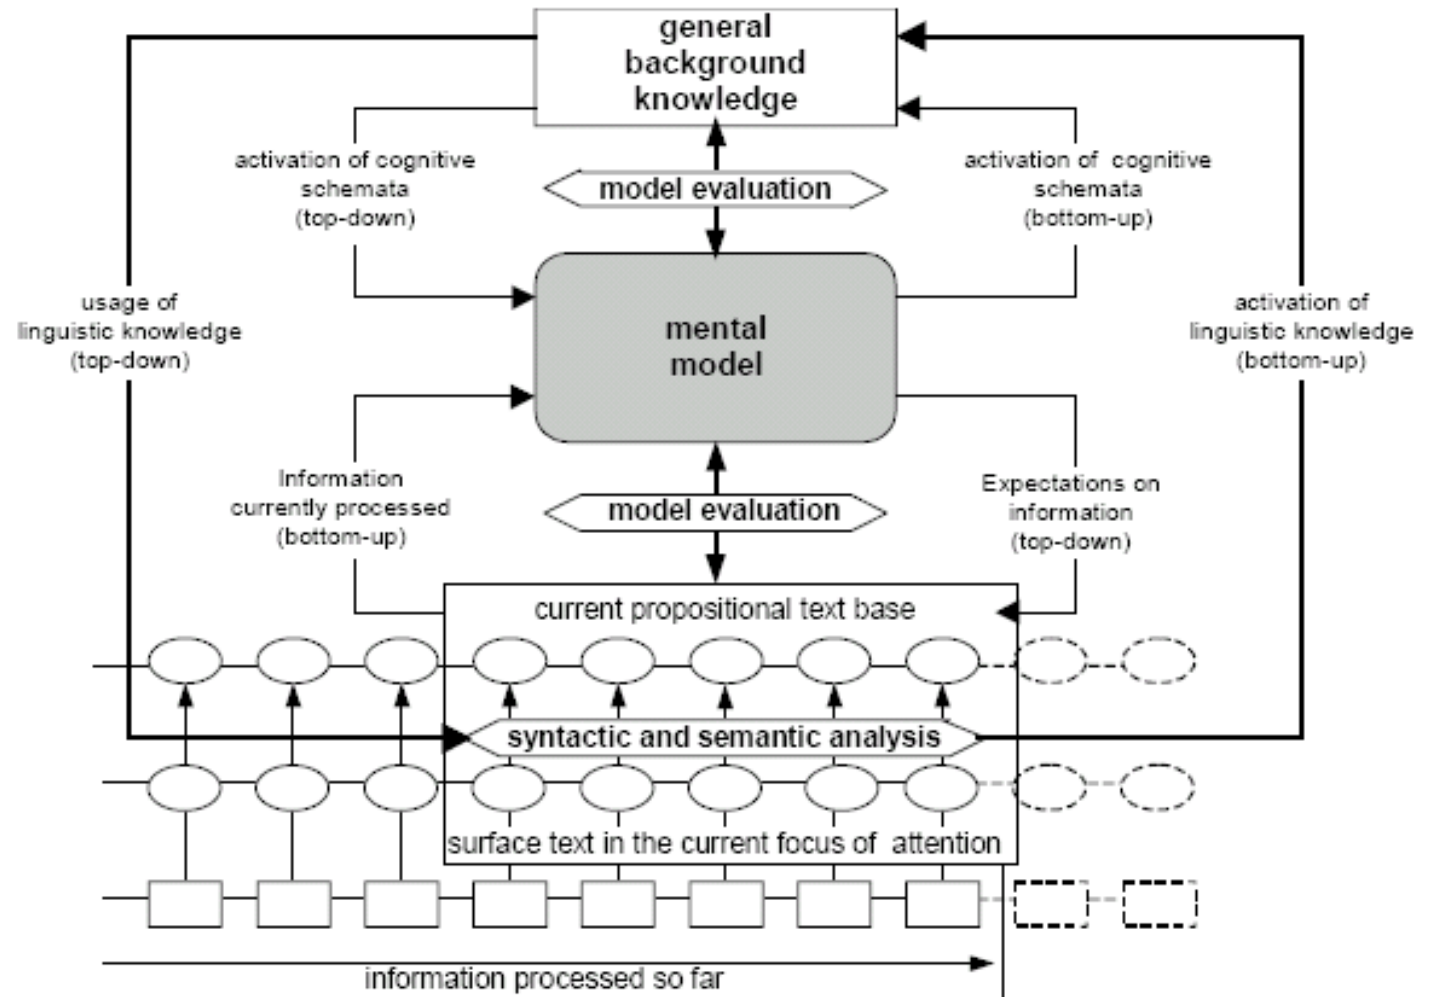 general
background
knowledge
activation of cognitive
schemata
(top-down)
activation of cognitive
schemata
(bottom-up)
model evaluation
usage of
linguistic knowledge
(top-down)
mental
model
activation of
linguistic knowledge
(bottom-up)
Information
currently processed
(bottom-up)
Expectations on
information
(top-down)
model evaluation
current propositional text base
syntactic and semantic analysis
surface text in the current focus of attention
information processed so far